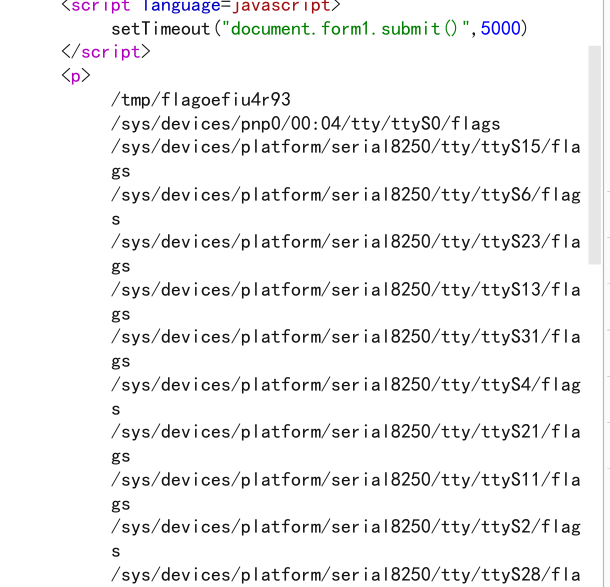 <script language=javascript>
setTimeout("document.form1.submit()",5000)
</script>
<p>
/tmp/flagoefiu4r93
/sys/devices/pnp0/00:04/tty/ttyS0/flags
/sys/devices/platform/serial8250/tty/ttyS15/fla
gs
/sys/devices/platform/serial8250/tty/ttyS6/flag
s
/sys/devices/platform/serial8250/tty/ttyS23/fla
gs
/sys/devices/platform/serial8250/tty/ttyS13/fla
gs
/sys/devices/platform/serial8250/tty/ttyS31/fla
gs
/sys/devices/platform/serial8250/tty/ttyS4/flag
s
/sys/devices/platform/serial8250/tty/ttyS21/fla
gs
/sys/devices/platform/serial8250/tty/ttyS11/fla
gs
/sys/devices/platform/serial8250/tty/ttyS2/flag
s
/sys/devices/platform/serial8250/tty/ttyS28/fla